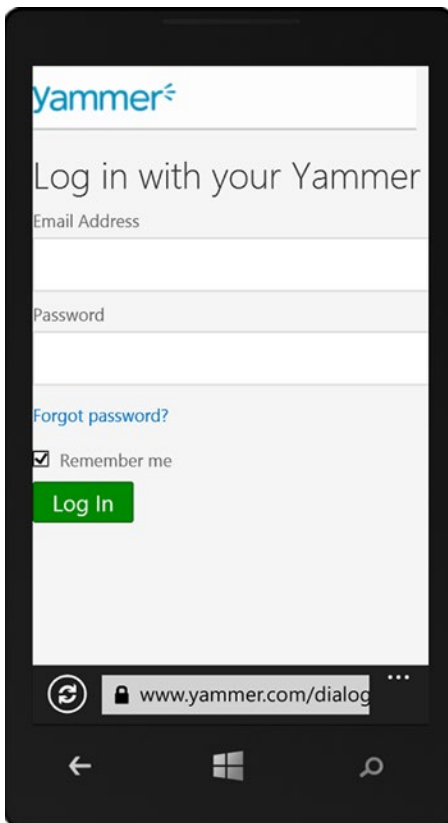 yammer
Log in with your Yammer
Email Address
Password
Forgot password?
Remember me
Log In
www.yammer.com/dialog